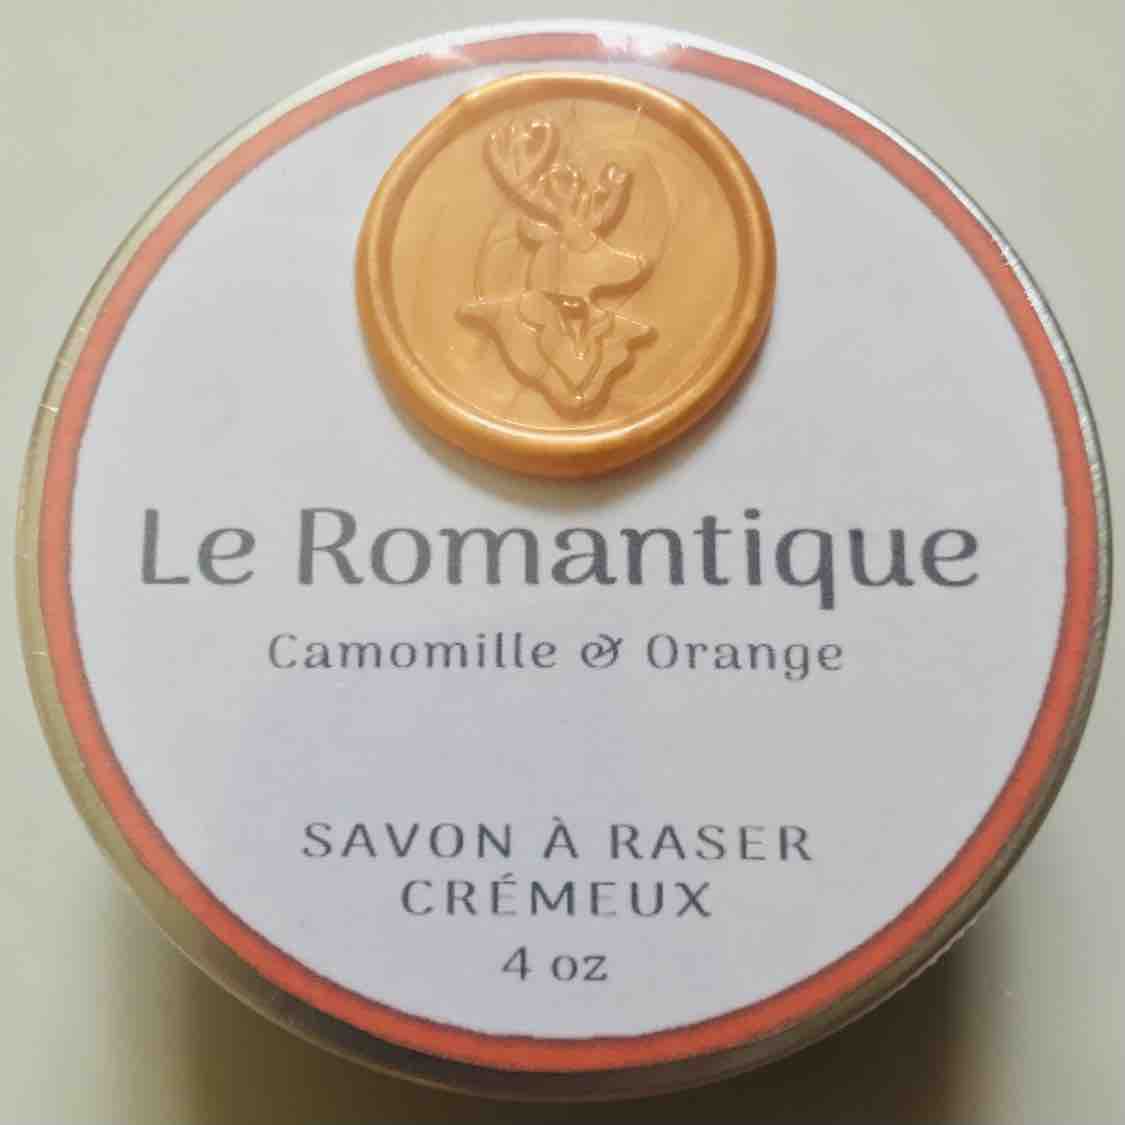 Le Romantique
Camomille & Orange
SAVON À RASER
CRÉMEUX
4 oz